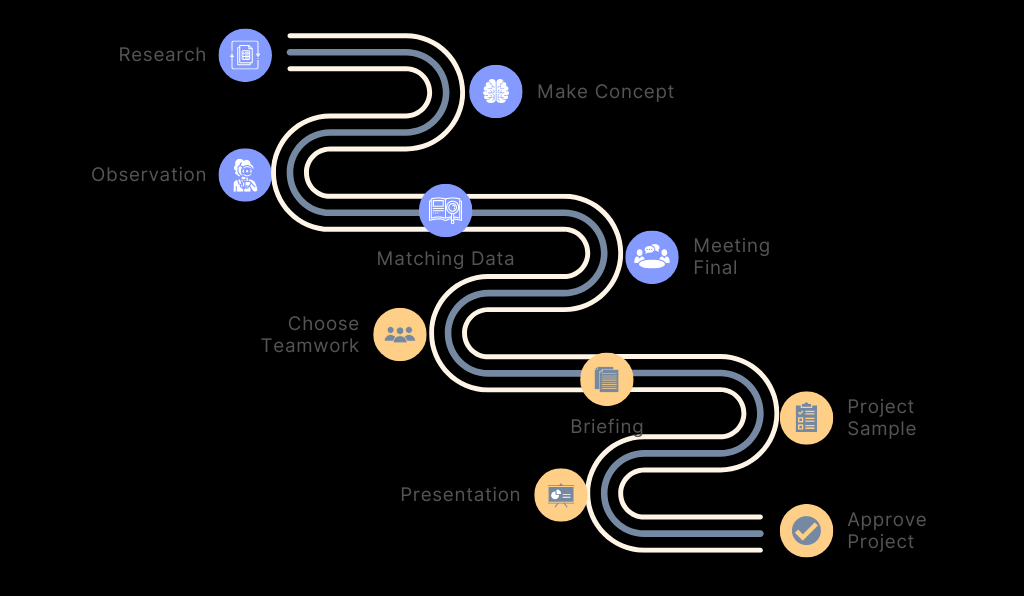 Research
Make Concept
Observation
Matching Data
Meeting
Final
Choose
Teamwork
Briefing
Project
Sample
Presentation
Approve
Project